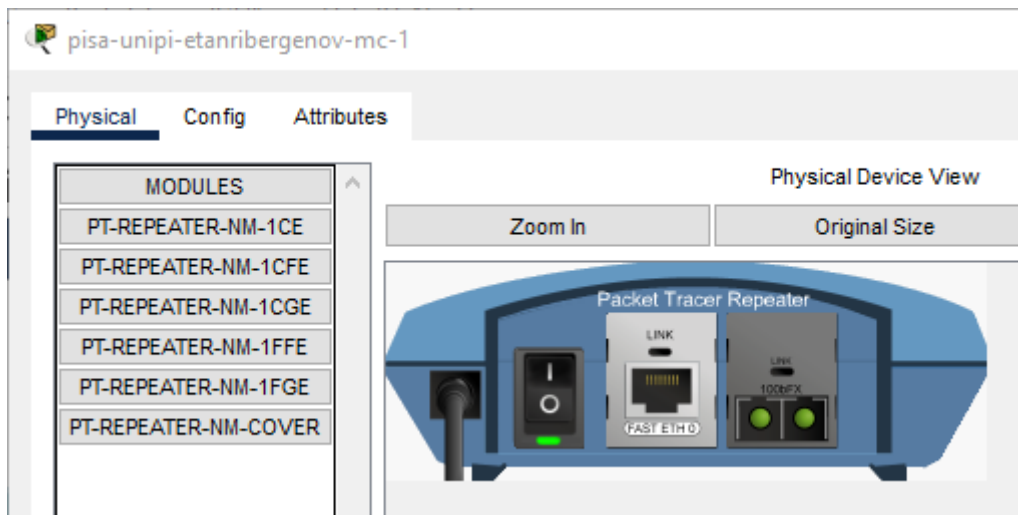 pisa-unipi-etanribergenov-mc-1
Physical Config Attributes
MODULES
PT-REPEATER-NM-1CE
PT-REPEATER-NM-1CFE
PT-REPEATER-NM-1CGE
PT-REPEATER-NM-1FFE
PT-REPEATER-NM-1FGE
PT-REPEATER-NM-COVER
Physical Device View
Zoom In Original Size
Packet Tracer Repeater
LINK
FAST ETH 0
LINK
100bFX